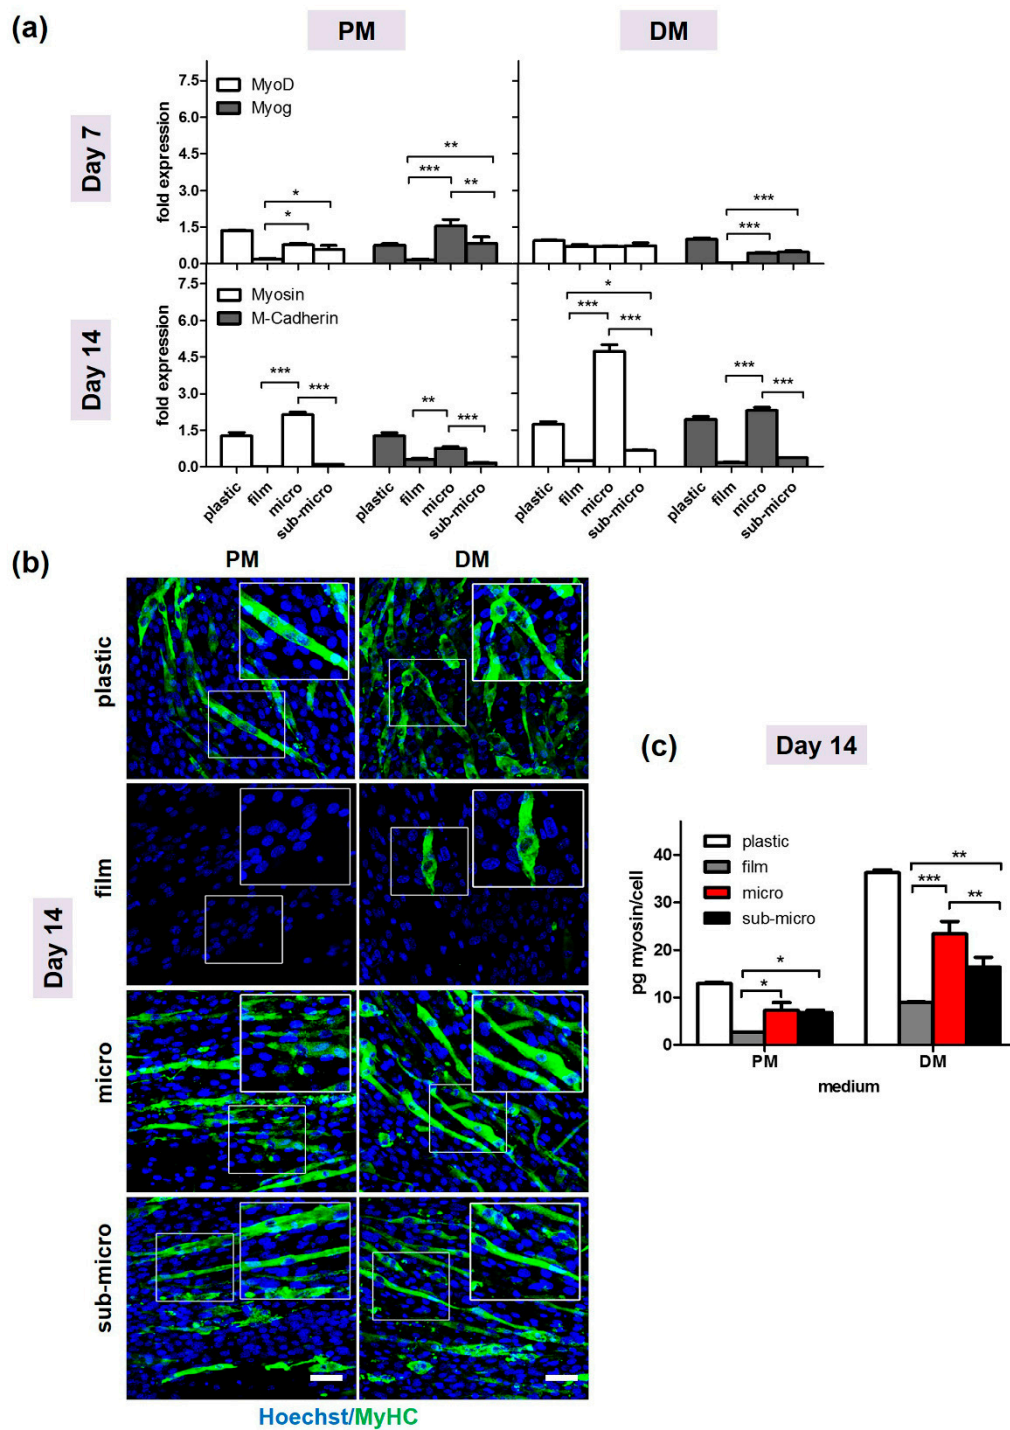 (a)
PM
DM
Day 7
fold expression
7.5
6.0
4.5
3.0
1.5
0.0
MyoD
Myog
*
*
**
***
**
***
***
Day 14
fold expression
7.5
6.0
4.5
3.0
1.5
0.0
Myosin
M-Cadherin
***
***
**
***
*
***
***
***
***
plastic
film
micro
sub-micro
plastic
film
micro
sub-micro
plastic
film
micro
sub-micro
plastic
film
micro
sub-micro
(b)
PM
DM
Day 14
plastic
film
micro
sub-micro
Hoechst/MyHC
(c)
Day 14
pg myosin/cell
40
30
20
10
0
plastic
film
micro
sub-micro
*
*
**
***
**
PM
DM
medium